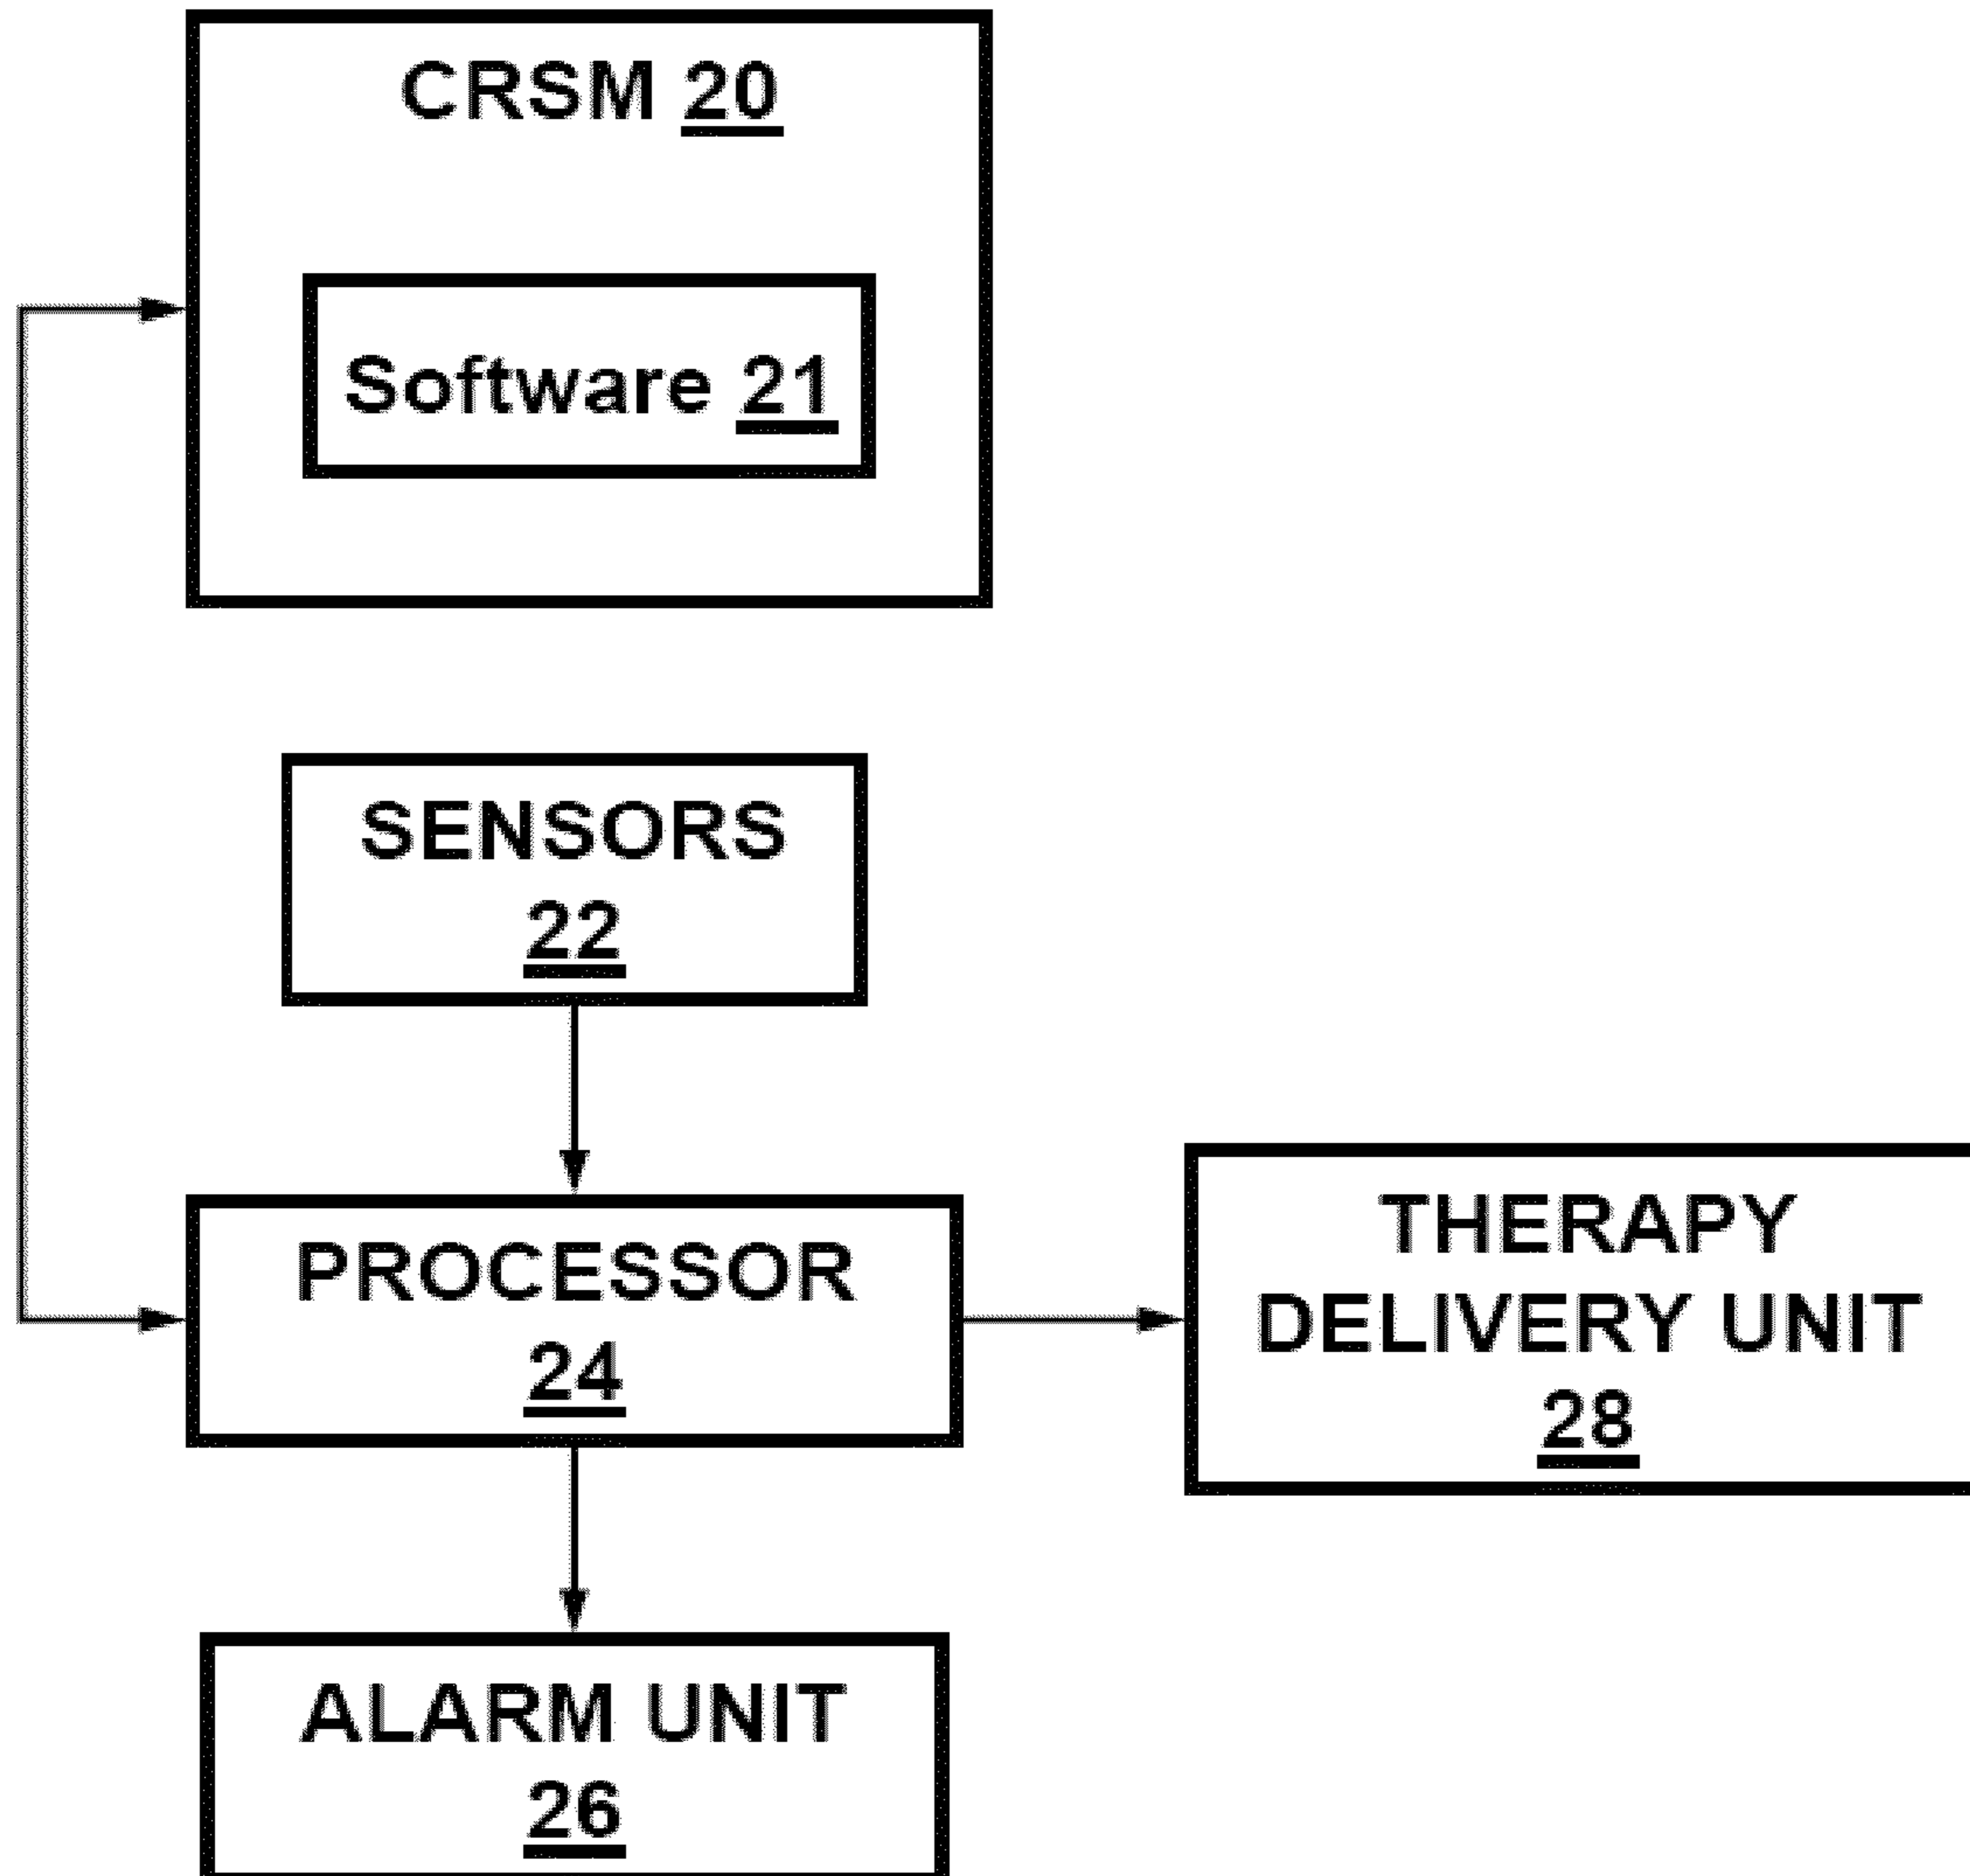 CRSM 20
Software 21
SENSORS
22
PROCESSOR
24
THERAPY
DELIVERY UNIT
28
ALARM UNIT
26